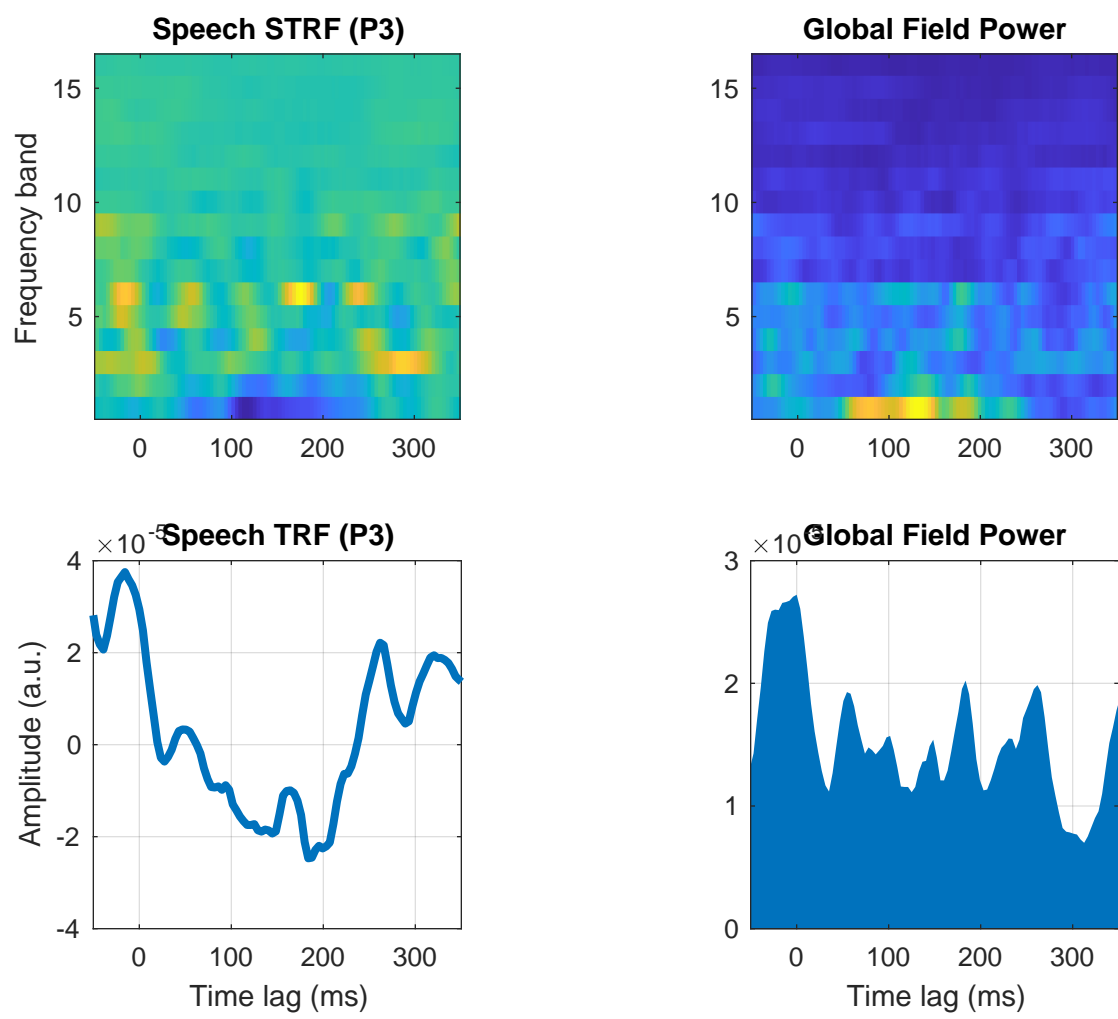 Speech STRF (P3)
Global Field Power
Frequency band
15
10
5
0 100 200 300
0 100 200 300
×10^-5
Speech TRF (P3)
Global Field Power
×10^-5
Amplitude (a.u.)
4
2
0
-2
-4
3
2
1
0
0 100 200 300
0 100 200 300
Time lag (ms)
Time lag (ms)